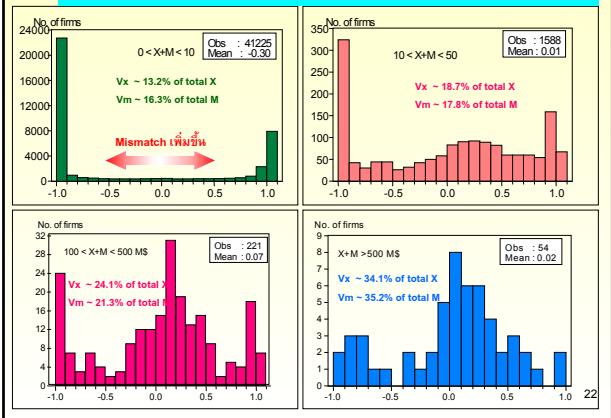 No. of firms
24000
20000
16000
12000
8000
4000
0
0 < X+M < 10
Obs : 41225
Mean : -0.30
Vx ~ 13.2% of total X
Vm ~ 16.3% of total M
Mismatch เพิ่มขึ้น
-1.0 -0.5 0.0 0.5 1.0
No. of firms
350
300
250
200
150
100
50
0
10 < X+M < 50
Obs : 1588
Mean : 0.01
Vx ~ 18.7% of total X
Vm ~ 17.8% of total M
-1.0 -0.5 0.0 0.5 1.0
No. of firms
32
28
24
20
16
12
8
4
0
100 < X+M < 500 M$
Obs : 221
Mean : 0.07
Vx ~ 24.1% of total X
Vm ~ 21.3% of total M
-1.0 -0.5 0.0 0.5 1.0
No. of firms
9
8
7
6
5
4
3
2
1
0
X+M >500 M$
Obs : 54
Mean : 0.02
Vx ~ 34.1% of total X
Vm ~ 35.2% of total M
-1.0 -0.5 0.0 0.5 1.0
22